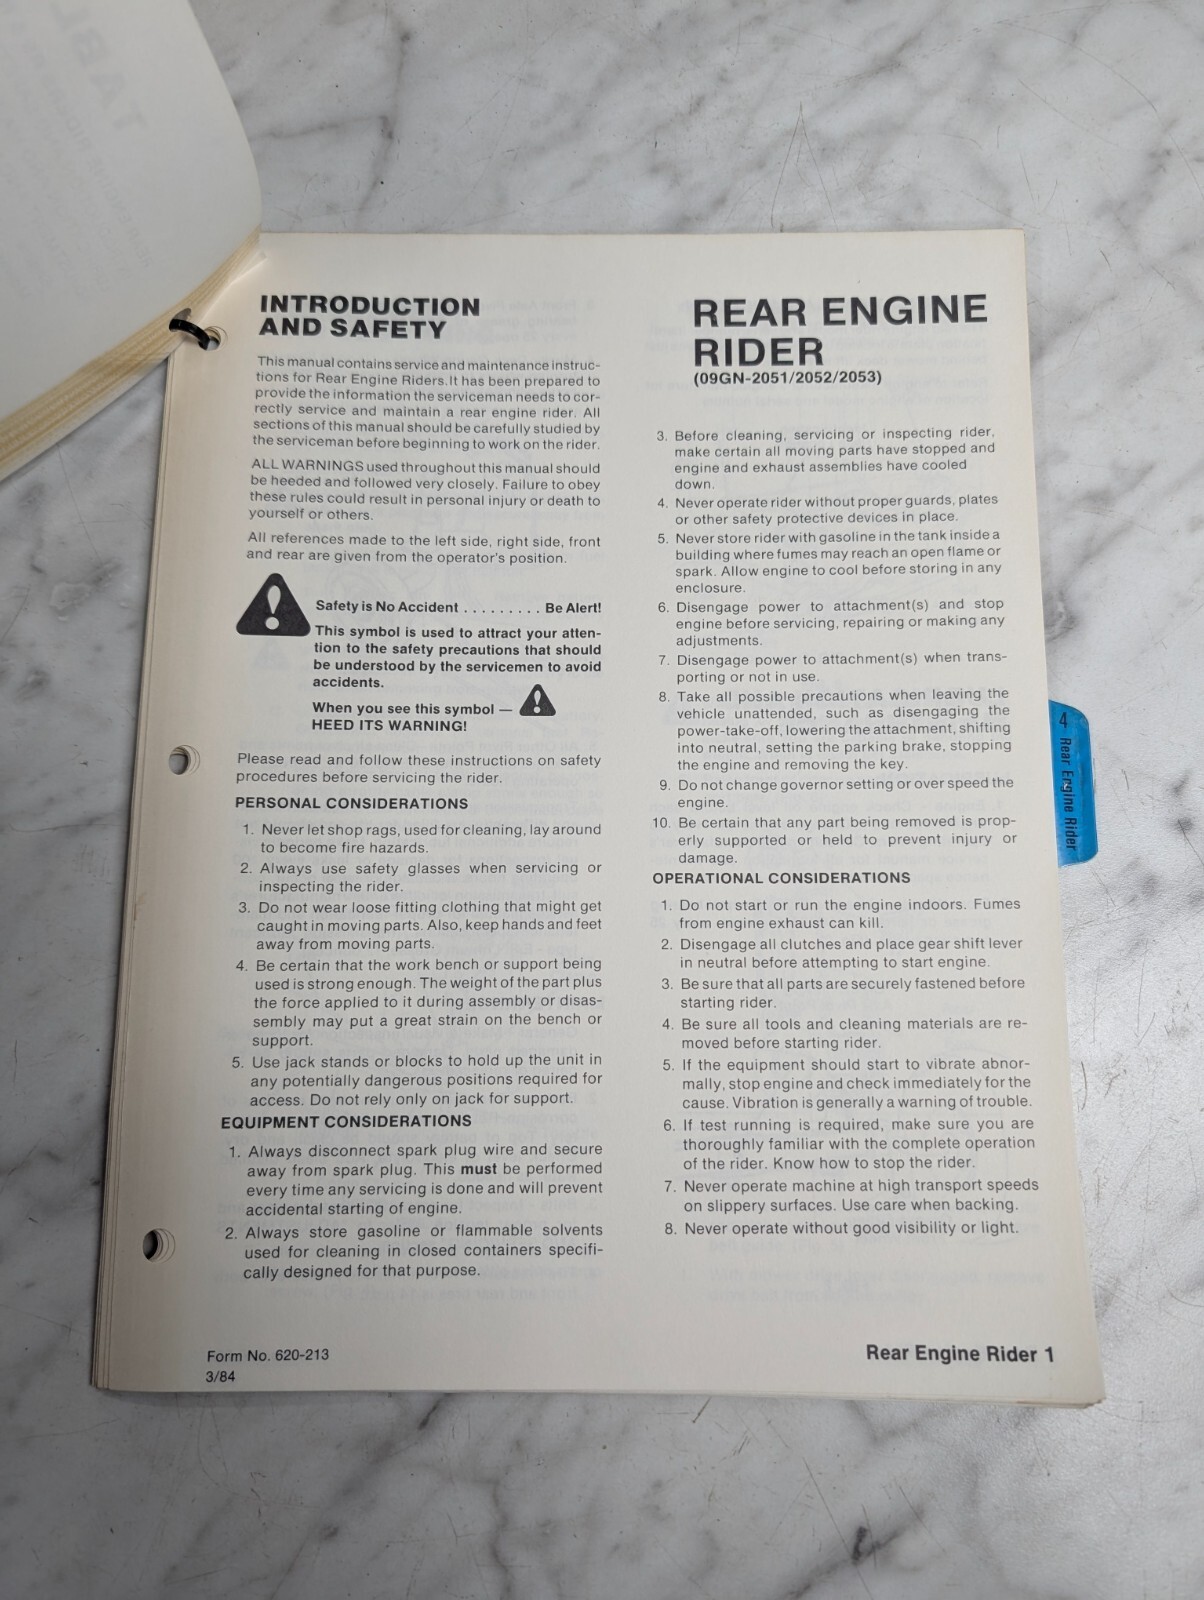 TABL
INTRODUCTION
AND SAFETY
This manual contains service and maintenance instruc-
tions for Rear Engine Riders. It has been prepared to
provide the information the serviceman needs to cor-
rectly service and maintain a rear engine rider. All
sections of this manual should be carefully studied by
the serviceman before beginning to work on the rider.
ALL WARNINGS used throughout this manual should
be heeded and followed very closely. Failure to obey
these rules could result in personal injury or death to
yourself or others.
All references made to the left side, right side, front
and rear are given from the operator's position.
Safety is No Accident . . . . . . . . . Be Alert!
This symbol is used to attract your atten-
tion to the safety precautions that should
be understood by the servicemen to avoid
accidents.
When you see this symbol —
HEED ITS WARNING!
Please read and follow these instructions on safety
procedures before servicing the rider.
PERSONAL CONSIDERATIONS
1. Never let shop rags, used for cleaning, lay around
to become fire hazards.
2. Always use safety glasses when servicing or
inspecting the rider.
3. Do not wear loose fitting clothing that might get
caught in moving parts. Also, keep hands and feet
away from moving parts.
4. Be certain that the work bench or support being
used is strong enough. The weight of the part plus
the force applied to it during assembly or disas-
sembly may put a great strain on the bench or
support.
5. Use jack stands or blocks to hold up the unit in
any potentially dangerous positions required for
access. Do not rely only on jack for support.
EQUIPMENT CONSIDERATIONS
1. Always disconnect spark plug wire and secure
away from spark plug. This must be performed
every time any servicing is done and will prevent
accidental starting of engine.
2. Always store gasoline or flammable solvents
used for cleaning in closed containers specifi-
cally designed for that purpose.
REAR ENGINE
RIDER
(09GN-2051/2052/2053)
3. Before cleaning, servicing or inspecting rider,
make certain all moving parts have stopped and
engine and exhaust assemblies have cooled
down.
4. Never operate rider without proper guards, plates
or other safety protective devices in place.
5. Never store rider with gasoline in the tank inside a
building where fumes may reach an open flame or
spark. Allow engine to cool before storing in any
enclosure.
6. Disengage power to attachment(s) and stop
engine before servicing, repairing or making any
adjustments.
7. Disengage power to attachment(s) when trans-
porting or not in use.
8. Take all possible precautions when leaving the
vehicle unattended, such as disengaging the
power-take-off, lowering the attachment, shifting
into neutral, setting the parking brake, stopping
the engine and removing the key.
9. Do not change governor setting or over speed the
engine.
10. Be certain that any part being removed is prop-
erly supported or held to prevent injury or
damage.
OPERATIONAL CONSIDERATIONS
1. Do not start or run the engine indoors. Fumes
from engine exhaust can kill.
2. Disengage all clutches and place gear shift lever
in neutral before attempting to start engine.
3. Be sure that all parts are securely fastened before
starting rider.
4. Be sure all tools and cleaning materials are re-
moved before starting rider.
5. If the equipment should start to vibrate abnor-
mally, stop engine and check immediately for the
cause. Vibration is generally a warning of trouble.
6. If test running is required, make sure you are
thoroughly familiar with the complete operation
of the rider. Know how to stop the rider.
7. Never operate machine at high transport speeds
on slippery surfaces. Use care when backing.
8. Never operate without good visibility or light.
4 Rear Engine Rider
Form No. 620-213
3/84
Rear Engine Rider 1